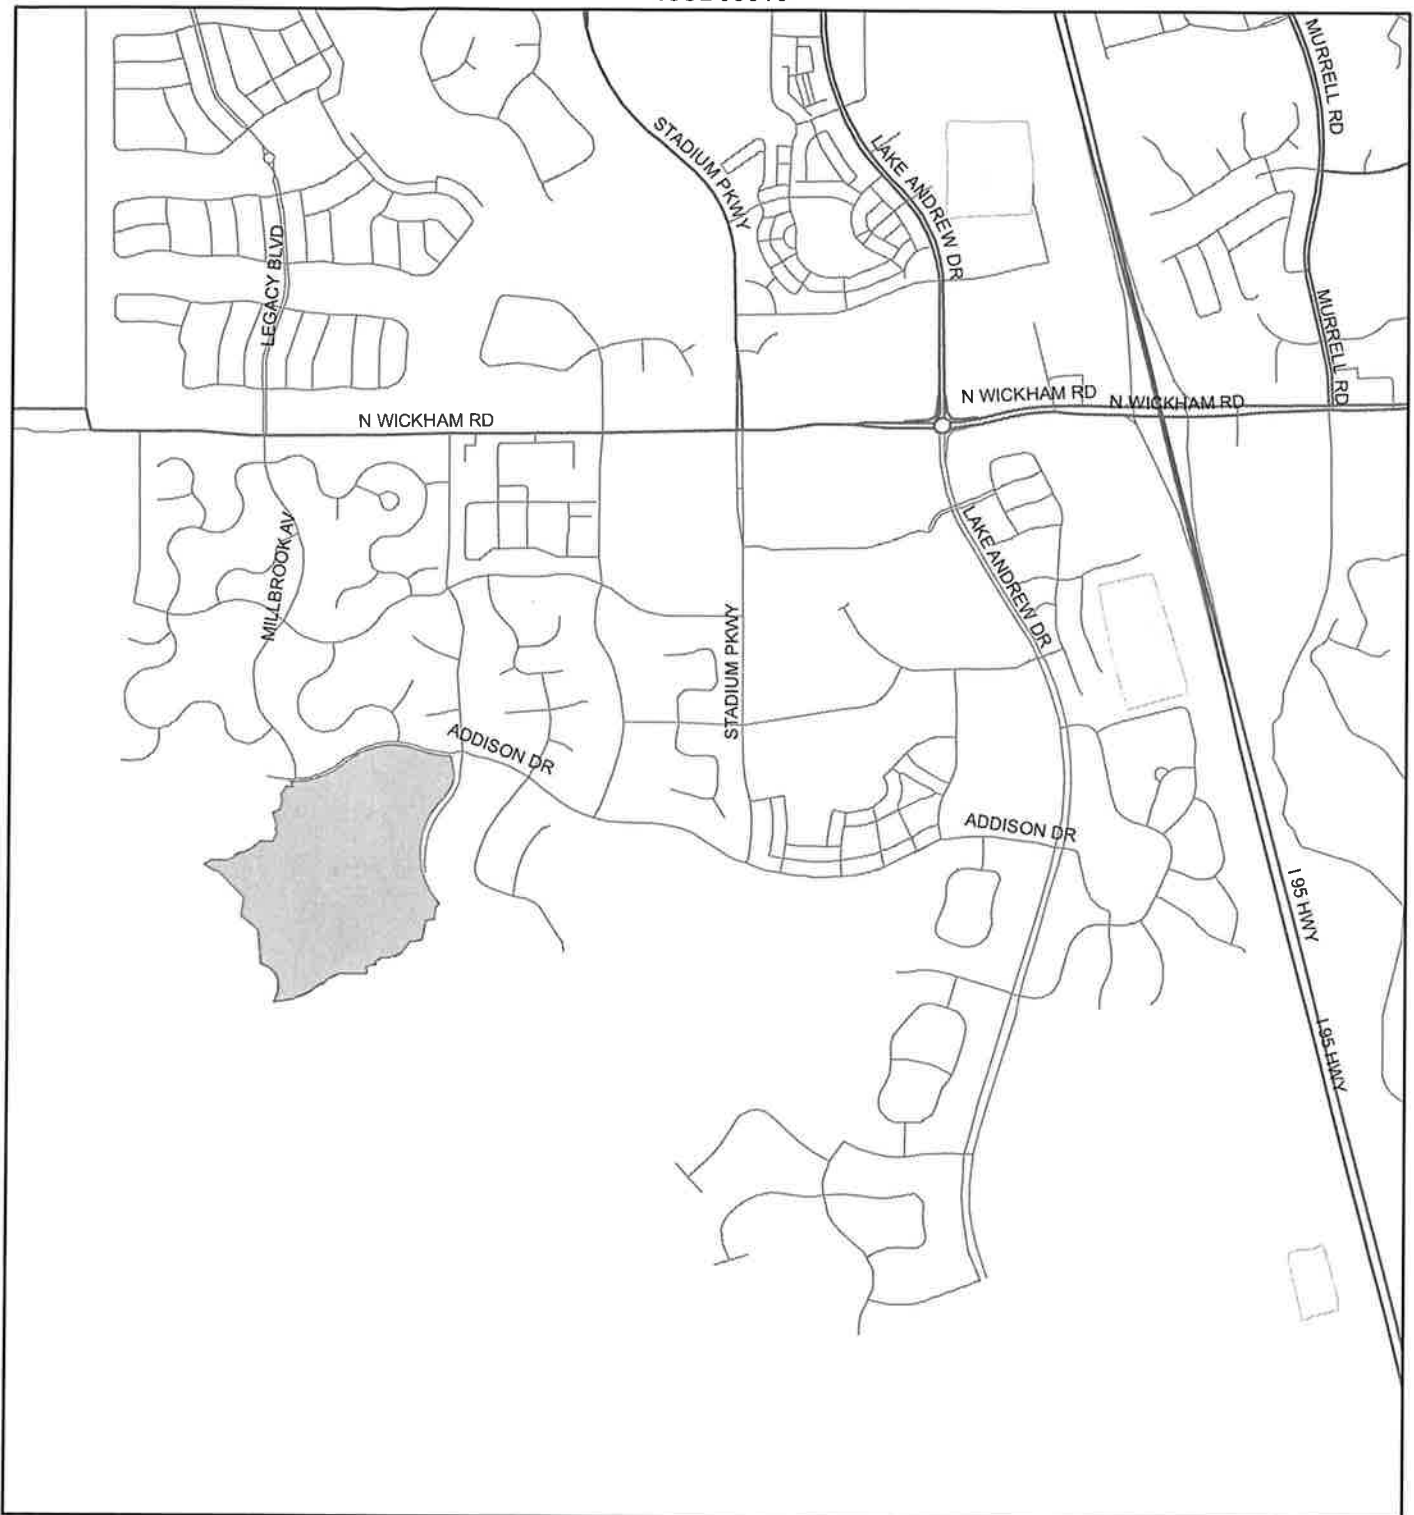 MURRELL RD
STADIUM PKWY
LAKE ANDREW DR
LEGACY BLVD
MURRELL RD
N WICKHAM RD
N WICKHAM RD
N WICKHAM RD
MILLBROOK AV
LAKE ANDREW DR
STADIUM PKWY
ADDISON DR
ADDISON DR
I 95 HWY
I 95 HWY